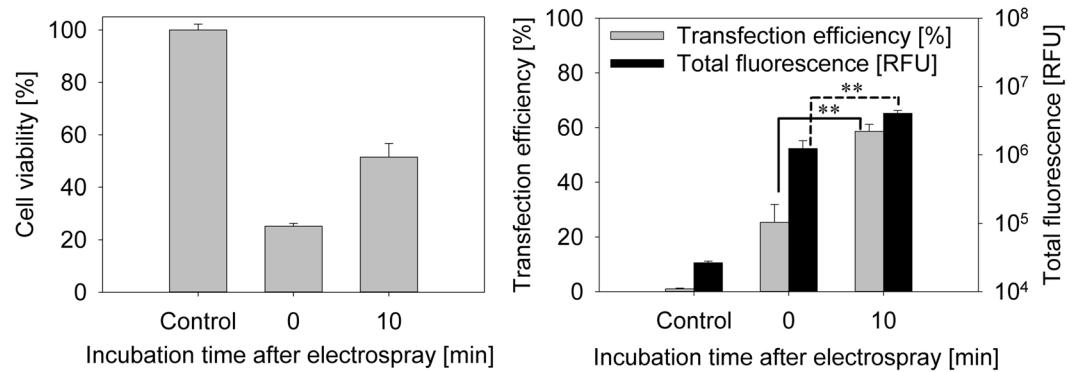 Cell viability [%]
100
80
60
40
20
0
Control 0 10
Incubation time after electrospray [min]
Transfection efficiency [%]
100
80
60
40
20
0
Transfection efficiency [%]
Total fluorescence [RFU]
**
**
Control 0 10
Incubation time after electrospray [min]
10⁸
10⁷
10⁶
10⁵
10⁴
Total fluorescence [RFU]